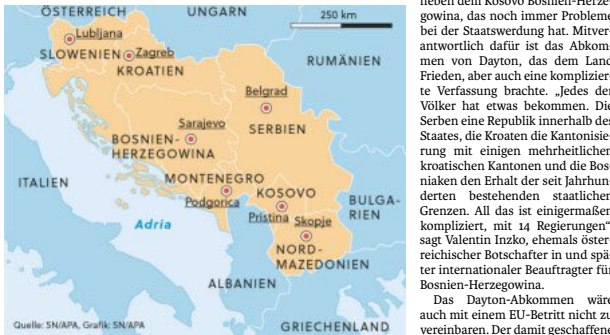 ÖSTERREICH
UNGARN
250 km
Lubljana
SLOWENIEN
Zagreb
KROATIEN
RUMÄNIEN
Belgrad
SERBIEN
Sarajevo
BOSNIEN-
HERZEGOWINA
ITALIEN
MONTENEGRO
KOSOVO
BULGA-
RIEN
Podgorica
Pristina
Skopje
Adria
NORD-
MAZEDONIEN
ALBANIEN
GRIECHENLAND
Quelle: SN/APA, Grafik: SN/APA
neben dem Kosovo Bosnien-Herze-
gowina, das noch immer Probleme
bei der Staatswerdung hat. Mitver-
antwortlich dafür ist das Abkom-
men von Dayton, das dem Land
Frieden, aber auch eine komplizier-
te Verfassung brachte. „Jedes der
Völker hat etwas bekommen. Die
Serben eine Republik innerhalb des
Staates, die Kroaten die Kantonisie-
rung mit einigen mehrheitlichen
kroatischen Kantonen und die Bos-
niaken den Erhalt der seit Jahrhun-
derten bestehenden staatlichen
Grenzen. All das ist einigermaßen
kompliziert, mit 14 Regierungen“,
sagt Valentin Inzko, ehemals öster-
reichischer Botschafter in und spä-
ter internationaler Beauftragter für
Bosnien-Herzegowina.
Das Dayton-Abkommen wäre
auch mit einem EU-Betritt nicht zu
vereinbaren. Der damit geschaffene